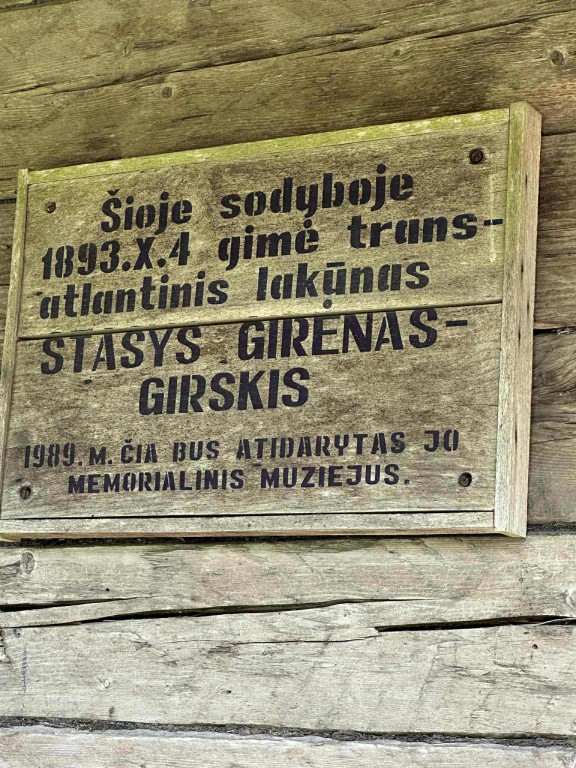 Šioje sodyboje
1893.X.4 gimė trans-
atlantinis lakūnas
STASYS GIRĖNAS-
GIRSKIS
1989.M. ČIA BUS ATIDARYTAS JO
MEMORIALINIS MUZIEJUS.